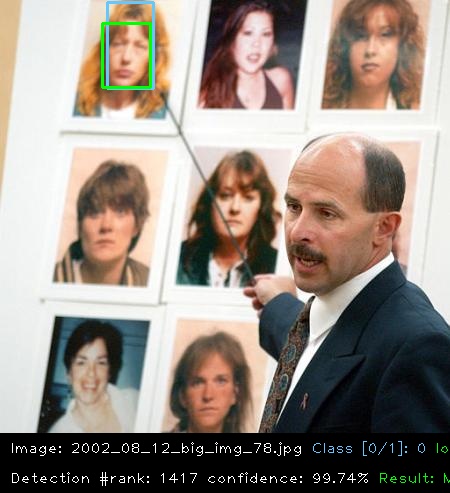 Image: 2002_08_12_big_img_78.jpg Class [0/1]: 0
Detection #rank: 1417 confidence: 99.74% Result: